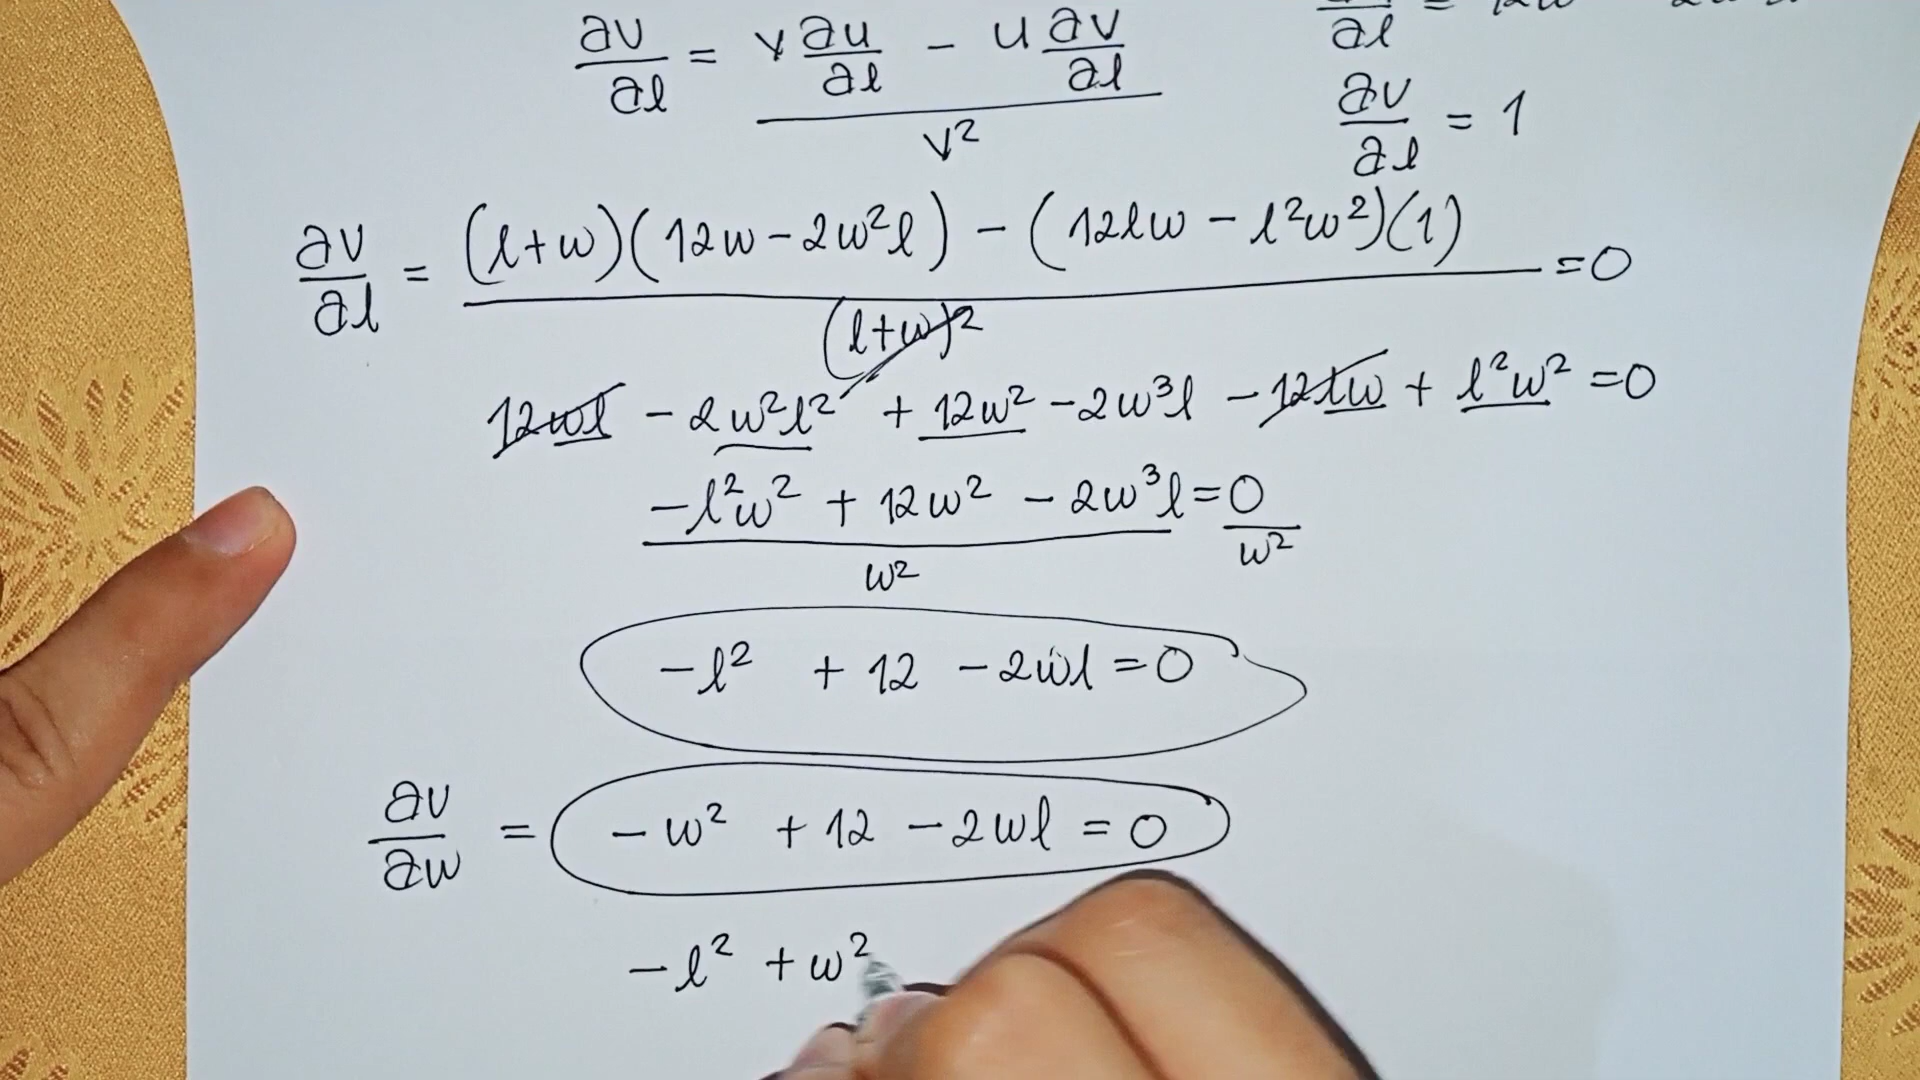 ∂v/∂l = (v ∂u/∂l − u ∂v/∂l)/v²
∂v/∂l = 1
∂v/∂l = ((l+w)(12w − 2w²l) − (12lw − l²w²)(1))/(l+w)² = 0
12wl − 2w²l² + 12w² − 2w³l − 12lw + l²w² = 0
(−l²w² + 12w² − 2w³l)/w² = 0/w²
−l² + 12 − 2wl = 0
∂v/∂w = −w² + 12 − 2wl = 0
−l² + w²